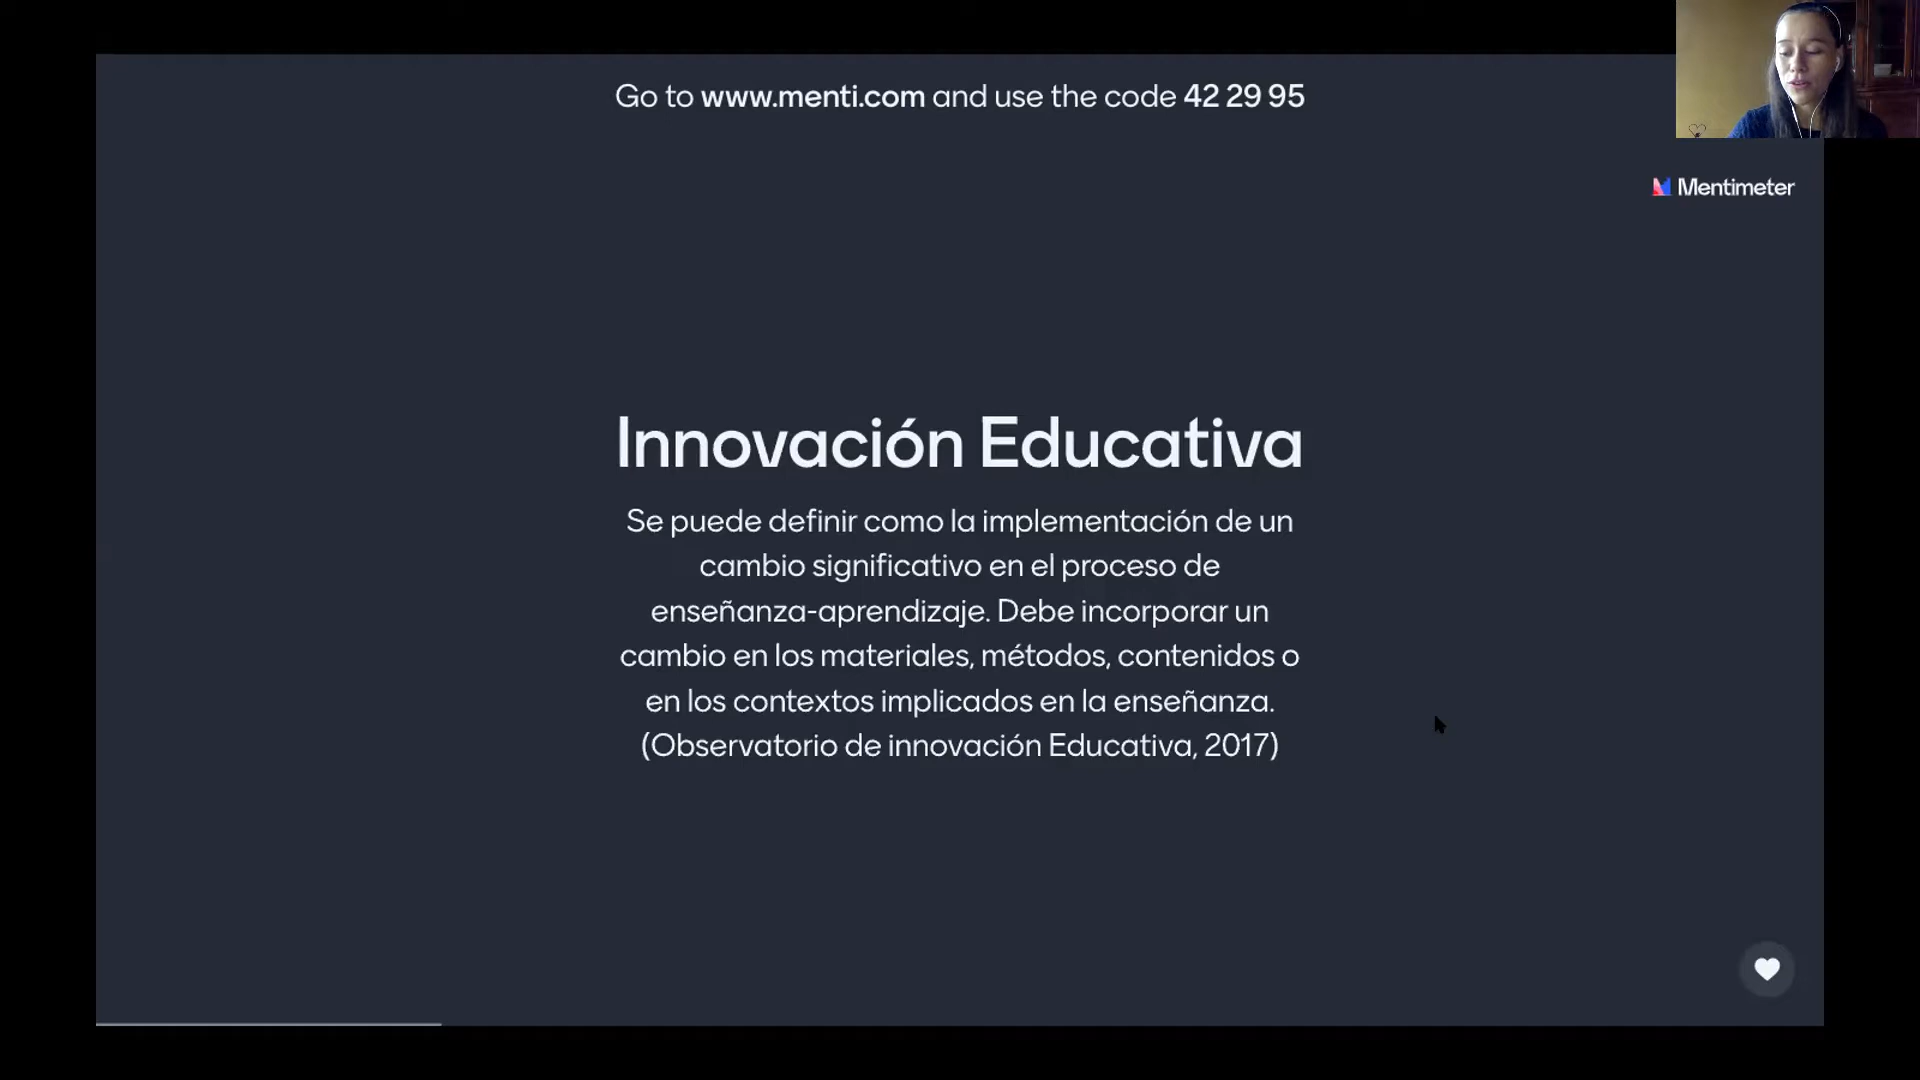 Go to www.menti.com and use the code 42 29 95
Mentimeter
Innovación Educativa
Se puede definir como la implementación de un
cambio significativo en el proceso de
enseñanza-aprendizaje. Debe incorporar un
cambio en los materiales, métodos, contenidos o
en los contextos implicados en la enseñanza.
(Observatorio de innovación Educativa, 2017)